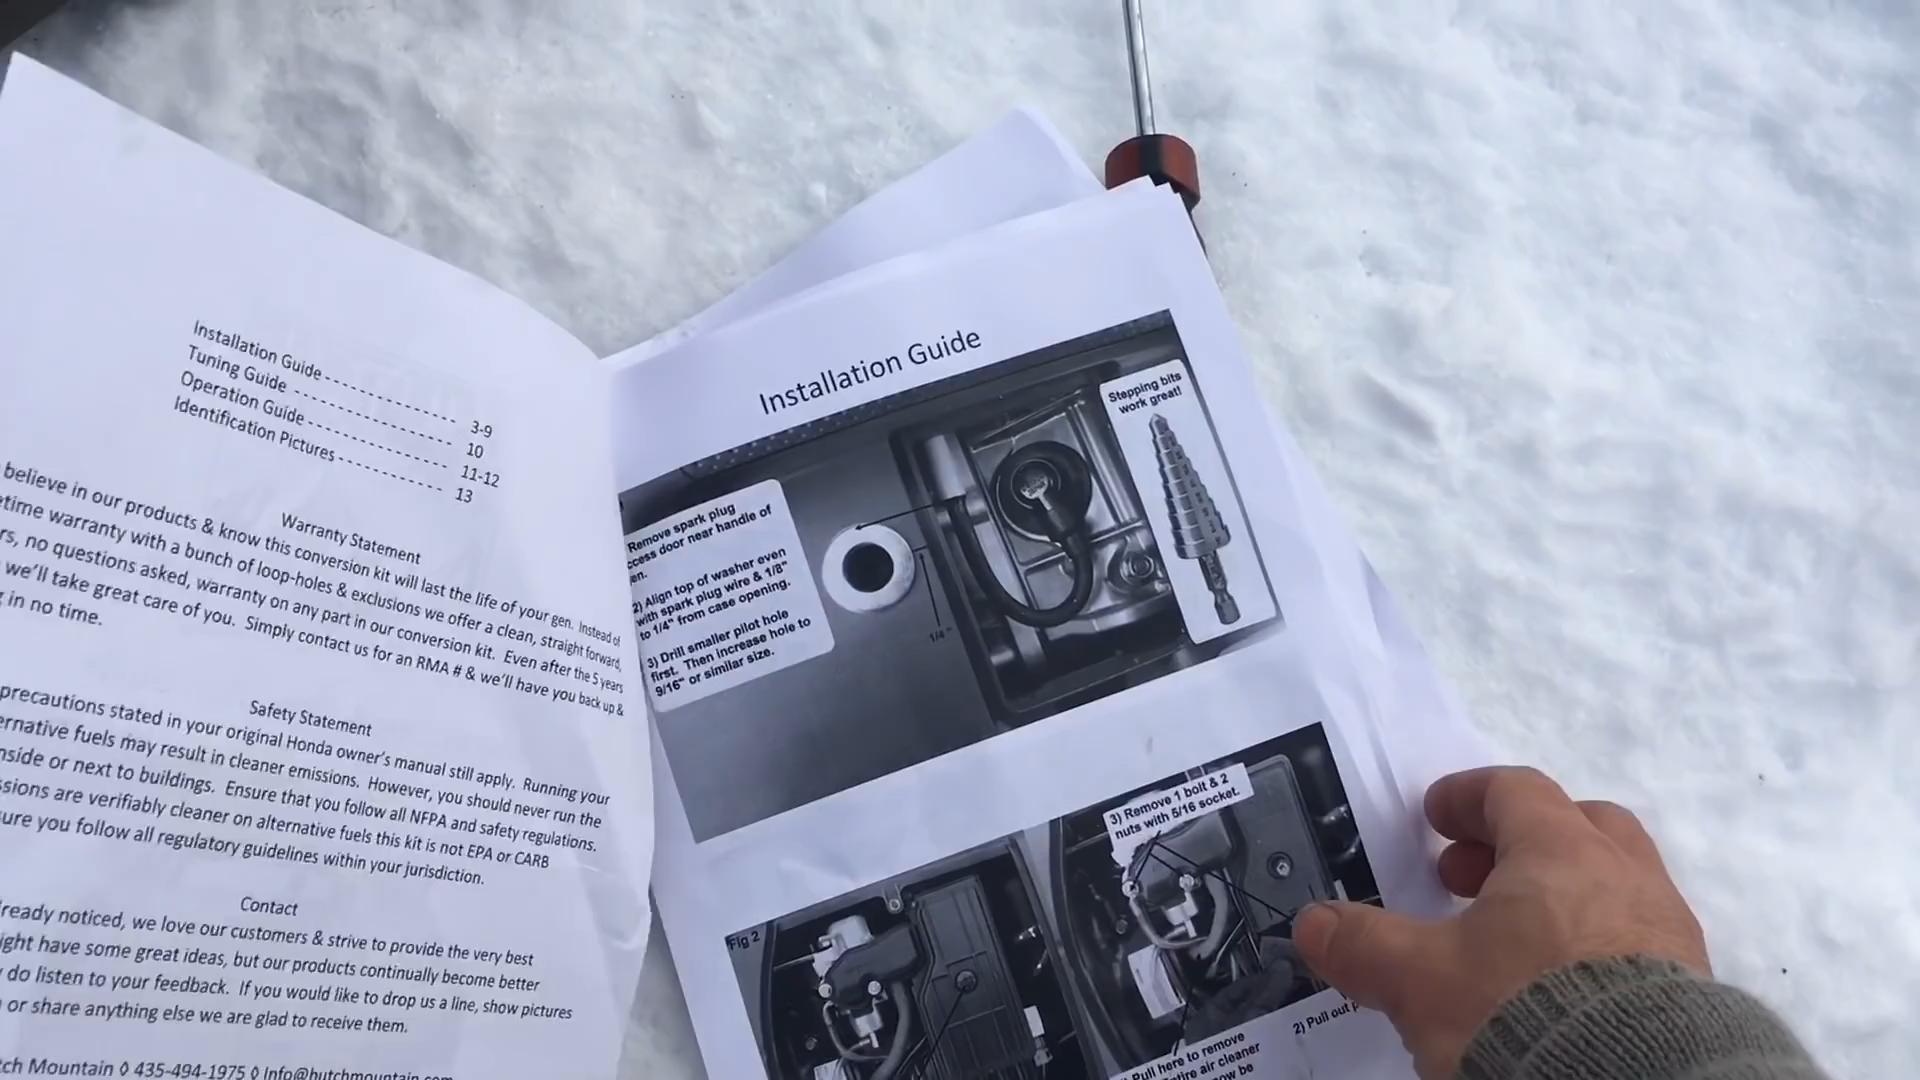 Installation Guide - - - - - - - - - - - - - - - 3-9
Tuning Guide - - - - - - - - - - - - - - - - - - 10
Operation Guide - - - - - - - - - - - - - - - - 11-12
Identification Pictures - - - - - - - - - - - - 13
Warranty Statement
believe in our products & know this conversion kit will last the life of your gen. Instead of
time warranty with a bunch of loop-holes & exclusions we offer a clean, straight forward,
rs, no questions asked, warranty on any part in our conversion kit. Even after the 5 years
we'll take great care of you. Simply contact us for an RMA # & we'll have you back up &
g in no time.
Safety Statement
precautions stated in your original Honda owner's manual still apply. Running your
ernative fuels may result in cleaner emissions. However, you should never run the
nside or next to buildings. Ensure that you follow all NFPA and safety regulations.
ssions are verifiably cleaner on alternative fuels this kit is not EPA or CARB
ure you follow all regulatory guidelines within your jurisdiction.
Contact
lready noticed, we love our customers & strive to provide the very best
ight have some great ideas, but our products continually become better
do listen to your feedback. If you would like to drop us a line, show pictures
or share anything else we are glad to receive them.
tch Mountain ◊ 435-494-1975 ◊ Info@hutchmountain.com
Installation Guide
Remove spark plug
ccess door near handle of
en.
2) Align top of washer even
with spark plug wire & 1/8"
to 1/4" from case opening.
3) Drill smaller pilot hole
first. Then increase hole to
9/16" or similar size.
1/4"
Stepping bits
work great!
Fig 2
3) Remove 1 bolt & 2
nuts with 5/16 socket.
Pull here to remove
ntire air cleaner
now be
2) Pull out